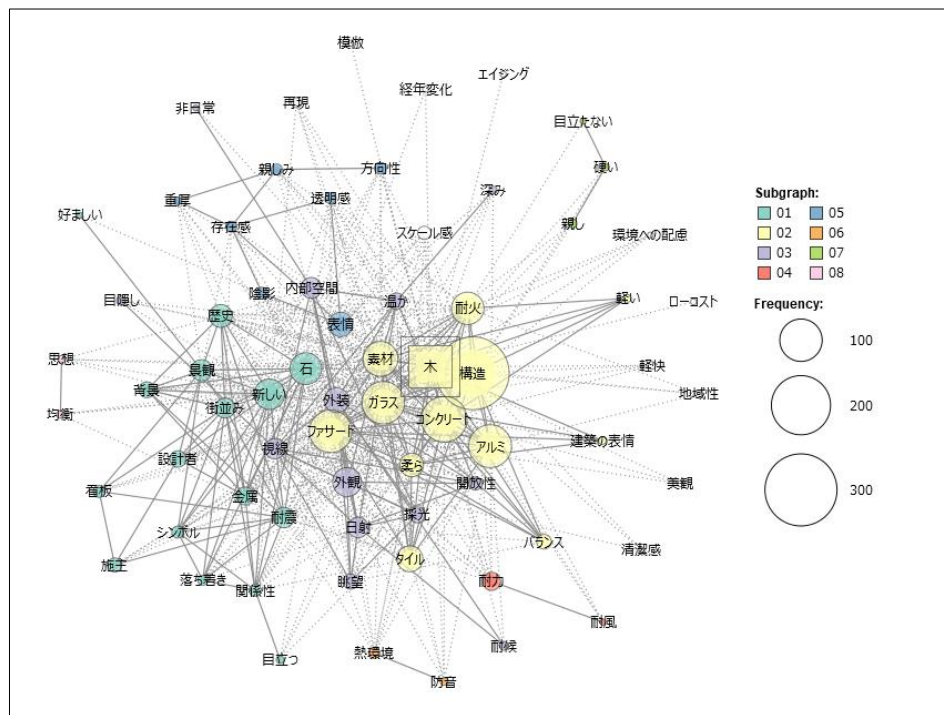 模倣
エイジング
経年変化
再現
非日常
目立たない
親しみ
方向性
硬い
深み
重厚
透明感
好ましい
存在感
親し
スケール感
環境への配慮
陰影
内部空間
目隠し
温か
耐火
軽い
ローコスト
歴史
表情
思想
景観
石
素材
木
構造
軽快
背景
新しい
外装
ガラス
地域性
均衡
街並み
コンクリート
ファサード
視線
アルミ
建築の表情
設計者
柔ら
看板
金属
外観
開放性
美観
耐震
日射
採光
シンボル
バランス
清潔感
施主
タイル
落ち着き
関係性
眺望
耐力
耐風
目立つ
熱環境
耐候
防音
Subgraph:
01 05
02 06
03 07
04 08
Frequency:
100
200
300